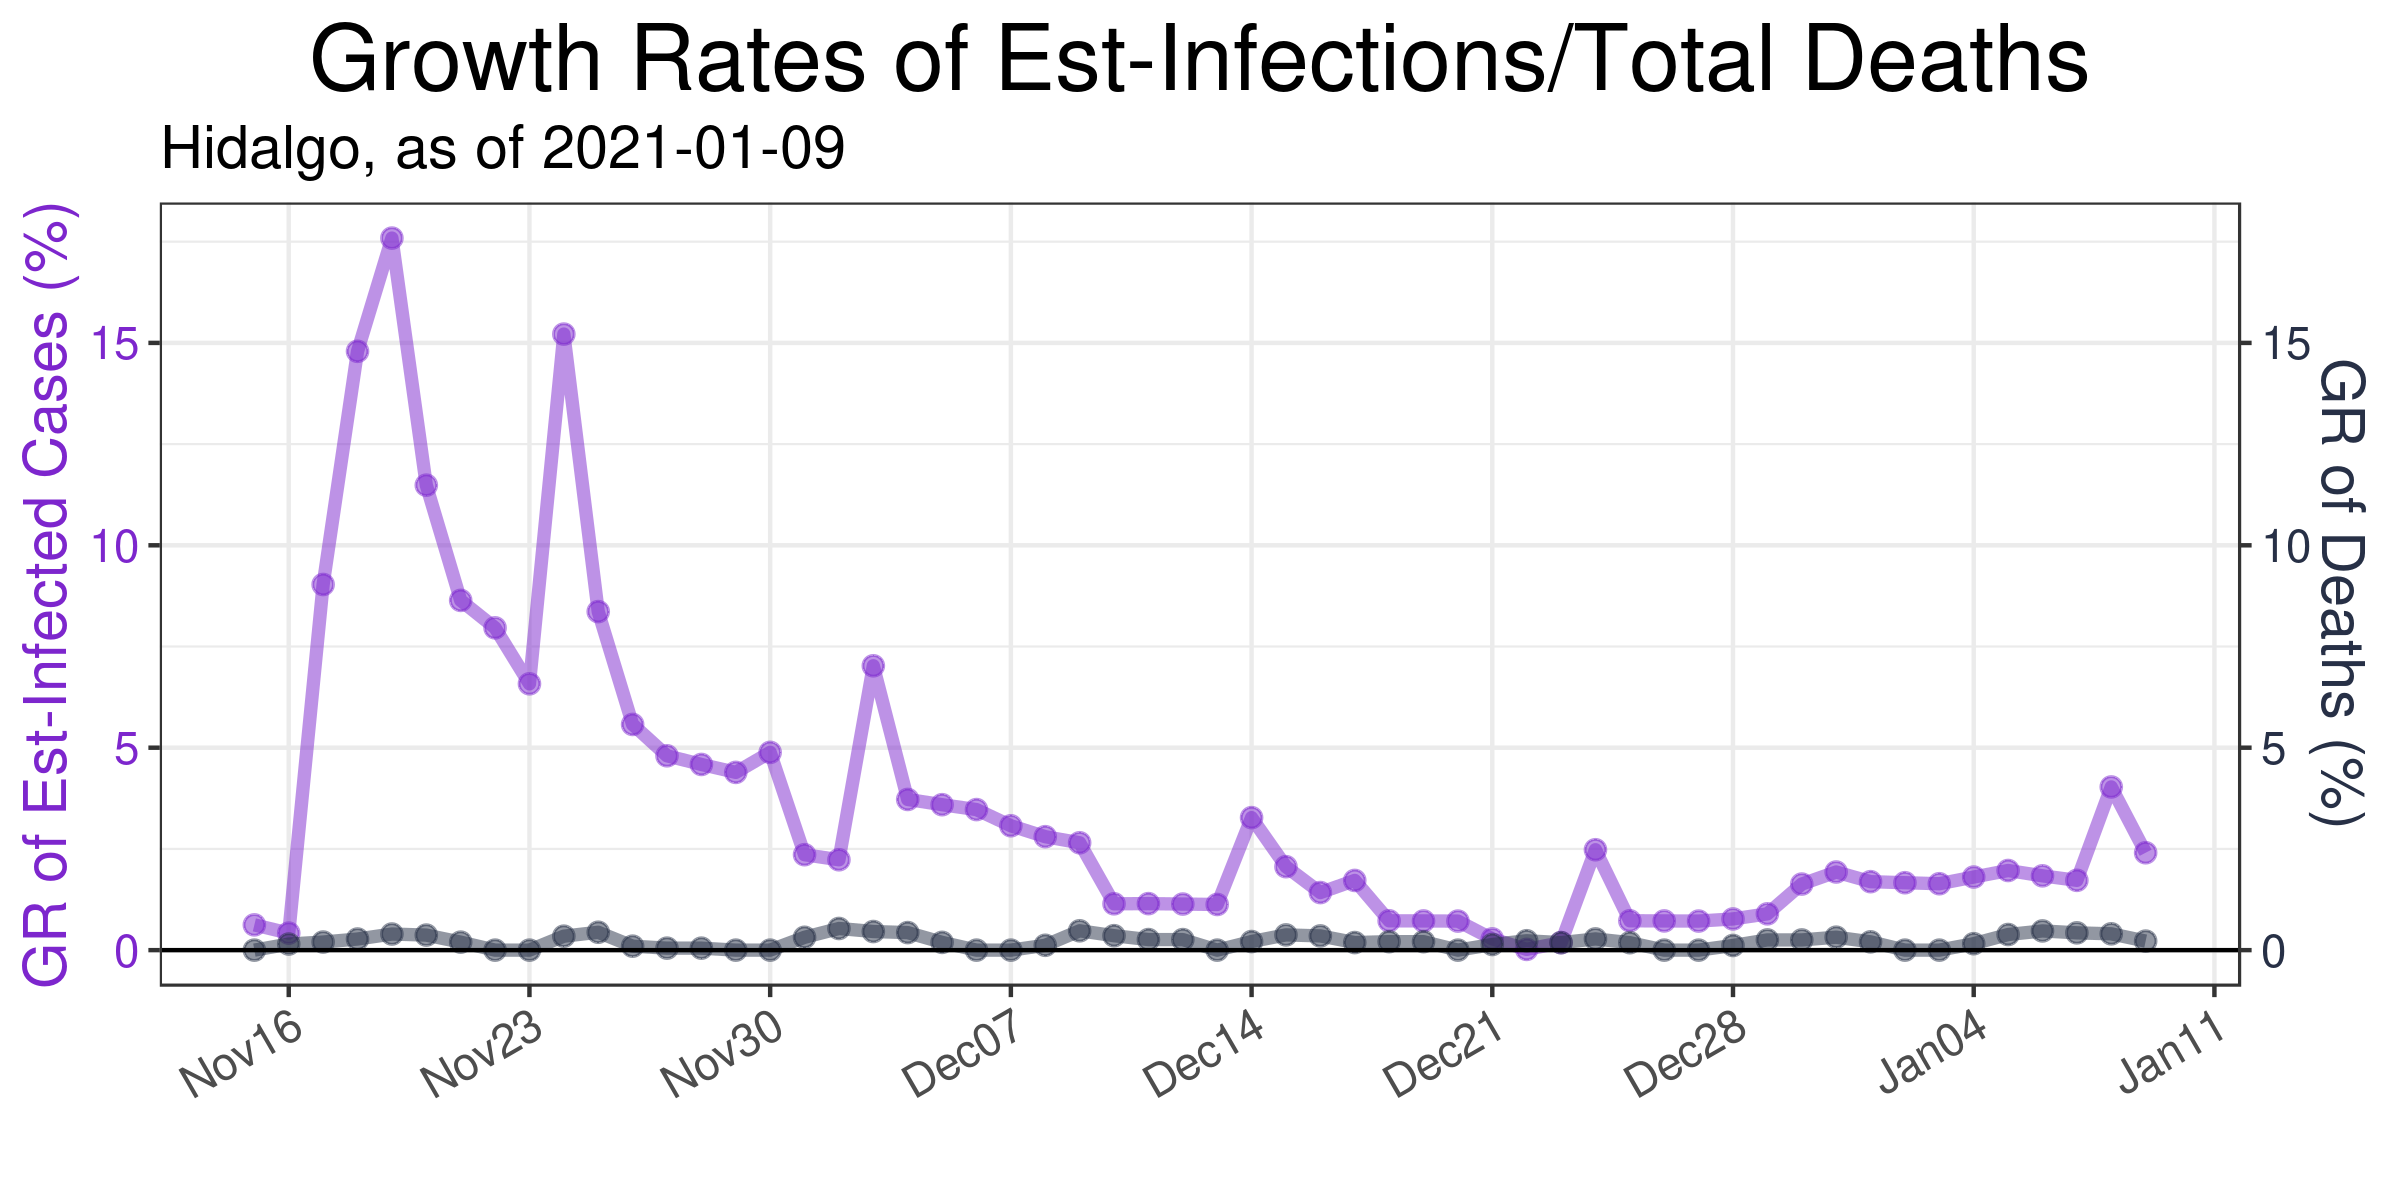 Growth Rates of Est-Infections/Total Deaths
Hidalgo, as of 2021-01-09
GR of Est-Infected Cases (%)
15
10
5
0
15
10
5
0
GR of Deaths (%)
Nov16
Nov23
Nov30
Dec07
Dec14
Dec21
Dec28
Jan04
Jan11